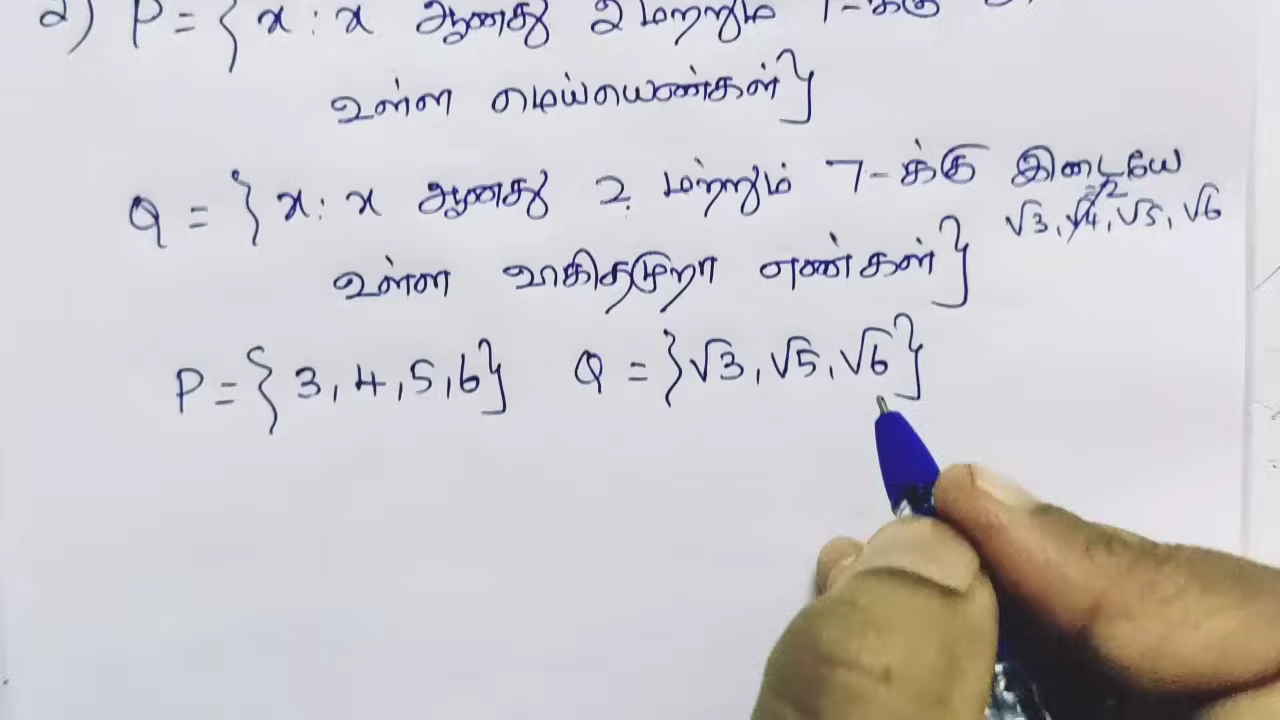 2) P = { x : x ஆனது 2 மற்றும் 7-க்கு
உள்ள மெய்யெண்கள்}
Q = { x : x ஆனது 2 மற்றும் 7-க்கு இடையே
√3, √4, √5, √6
=2
உள்ள விகிதமுறா எண்கள்}
P = { 3, 4, 5, 6} Q = {√3, √5, √6}